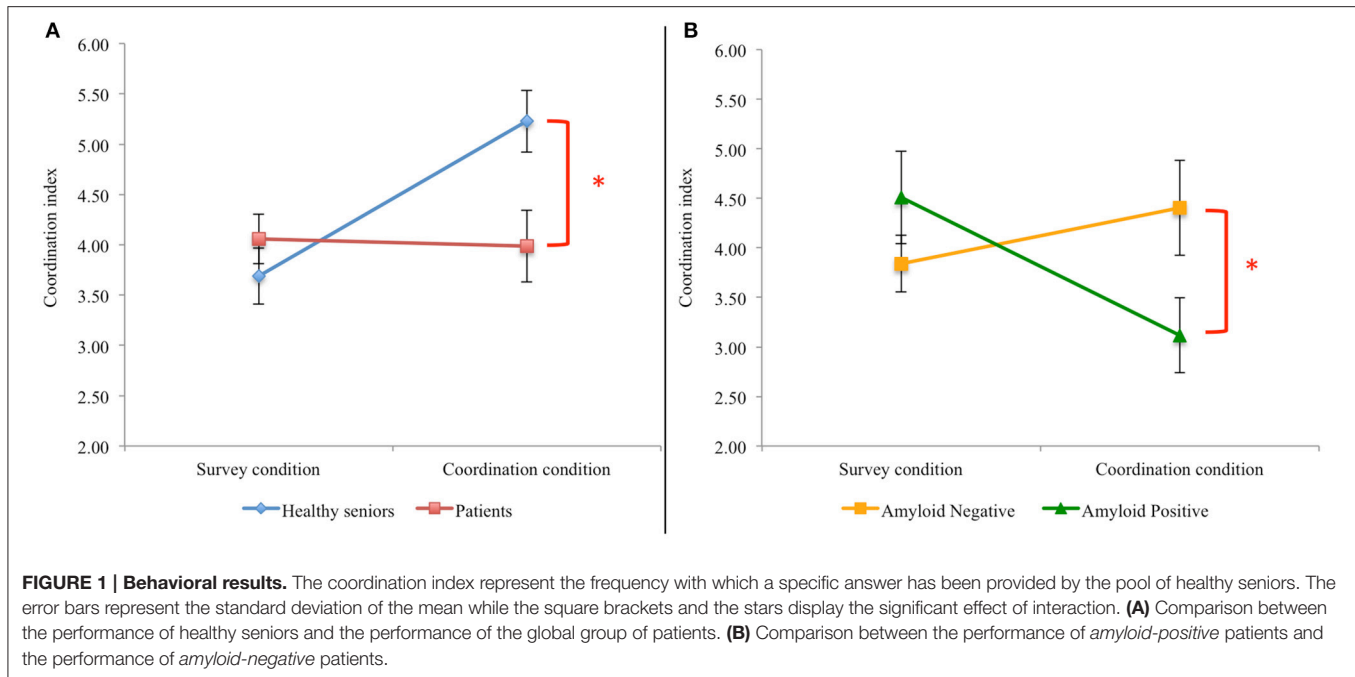 A
6.00
5.50
5.00
4.50
4.00
3.50
3.00
2.50
2.00
Coordination index
*
Survey condition
Coordination condition
Healthy seniors
Patients
B
6.00
5.00
4.50
4.00
3.50
3.00
2.50
2.00
Coordination index
*
Survey condition
Coordination condition
Amyloid Negative
Amyloid Positive
FIGURE 1 | Behavioral results. The coordination index represent the frequency with which a specific answer has been provided by the pool of healthy seniors. The
error bars represent the standard deviation of the mean while the square brackets and the stars display the significant effect of interaction. (A) Comparison between
the performance of healthy seniors and the performance of the global group of patients. (B) Comparison between the performance of amyloid-positive patients and
the performance of amyloid-negative patients.